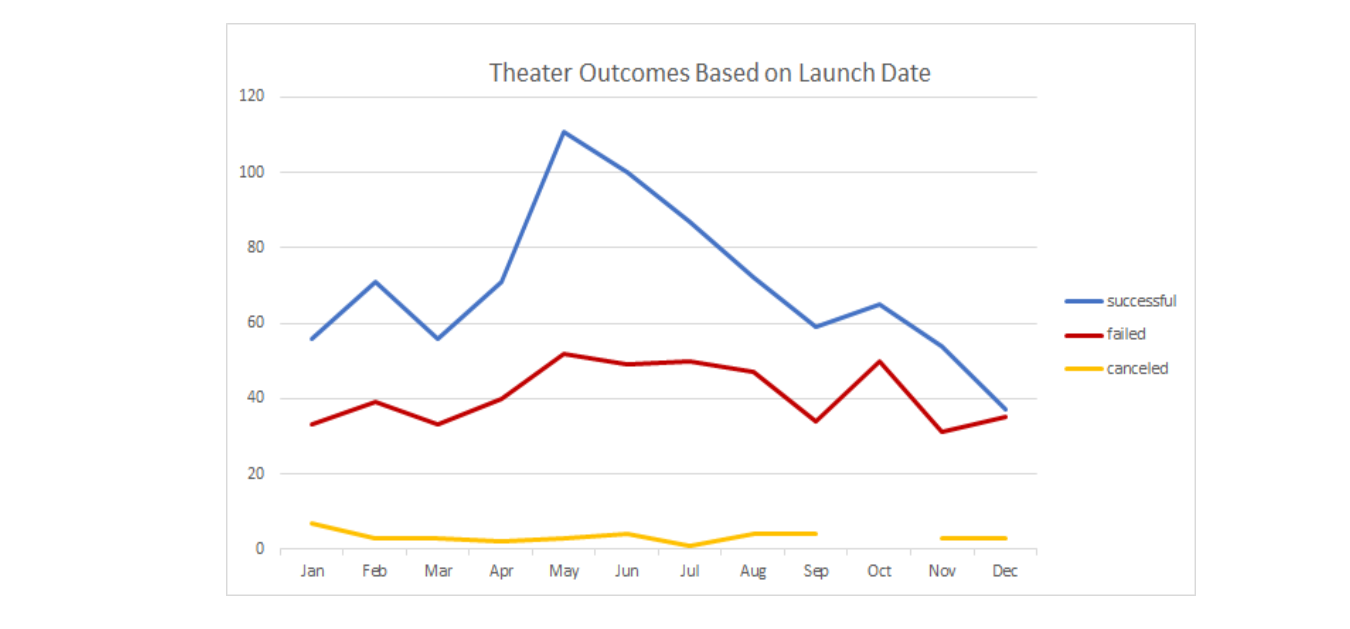 Theater Outcomes Based on Launch Date
120
100
80
60
40
20
0
Jan Feb Mar Apr May Jun Jul Aug Sep Oct Nov Dec
successful
failed
canceled